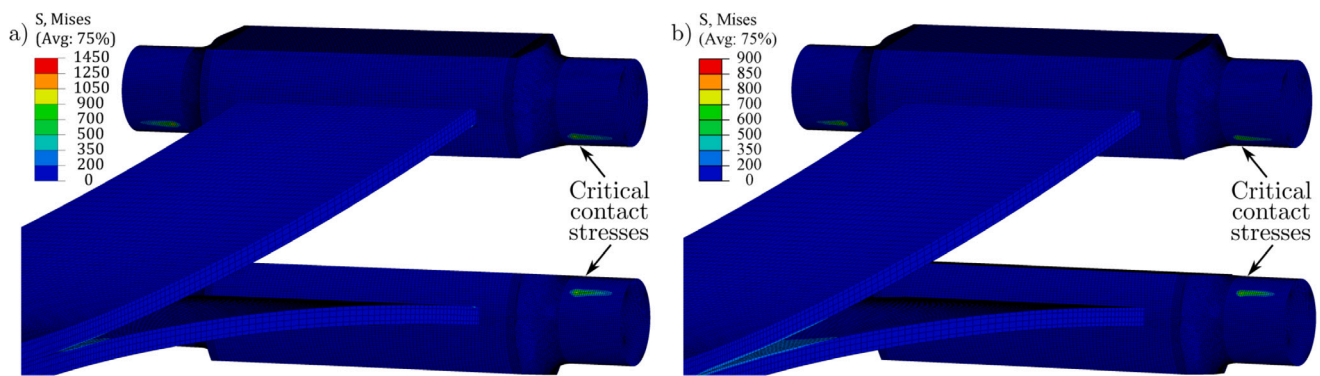 a)
S, Mises
(Avg: 75%)
1450
1250
1050
900
700
500
350
200
0
Critical
contact
stresses
b)
S, Mises
(Avg: 75%)
900
850
800
700
600
500
350
200
0
Critical
contact
stresses